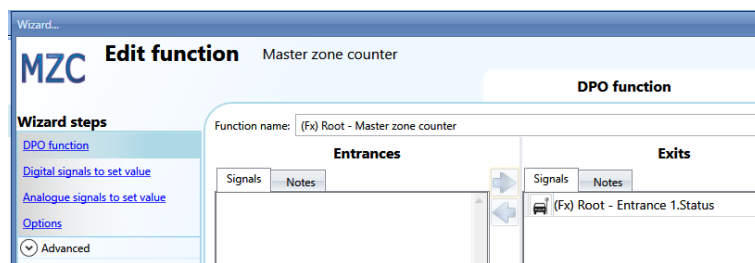 Wizard...
MZC
Edit function
Master zone counter
DPO function
Wizard steps
DPO function
Digital signals to set value
Analogue signals to set value
Options
Advanced
Function name: (Fx) Root - Master zone counter
Entrances
Signals
Notes
Exits
Signals
Notes
(Fx) Root - Entrance 1.Status